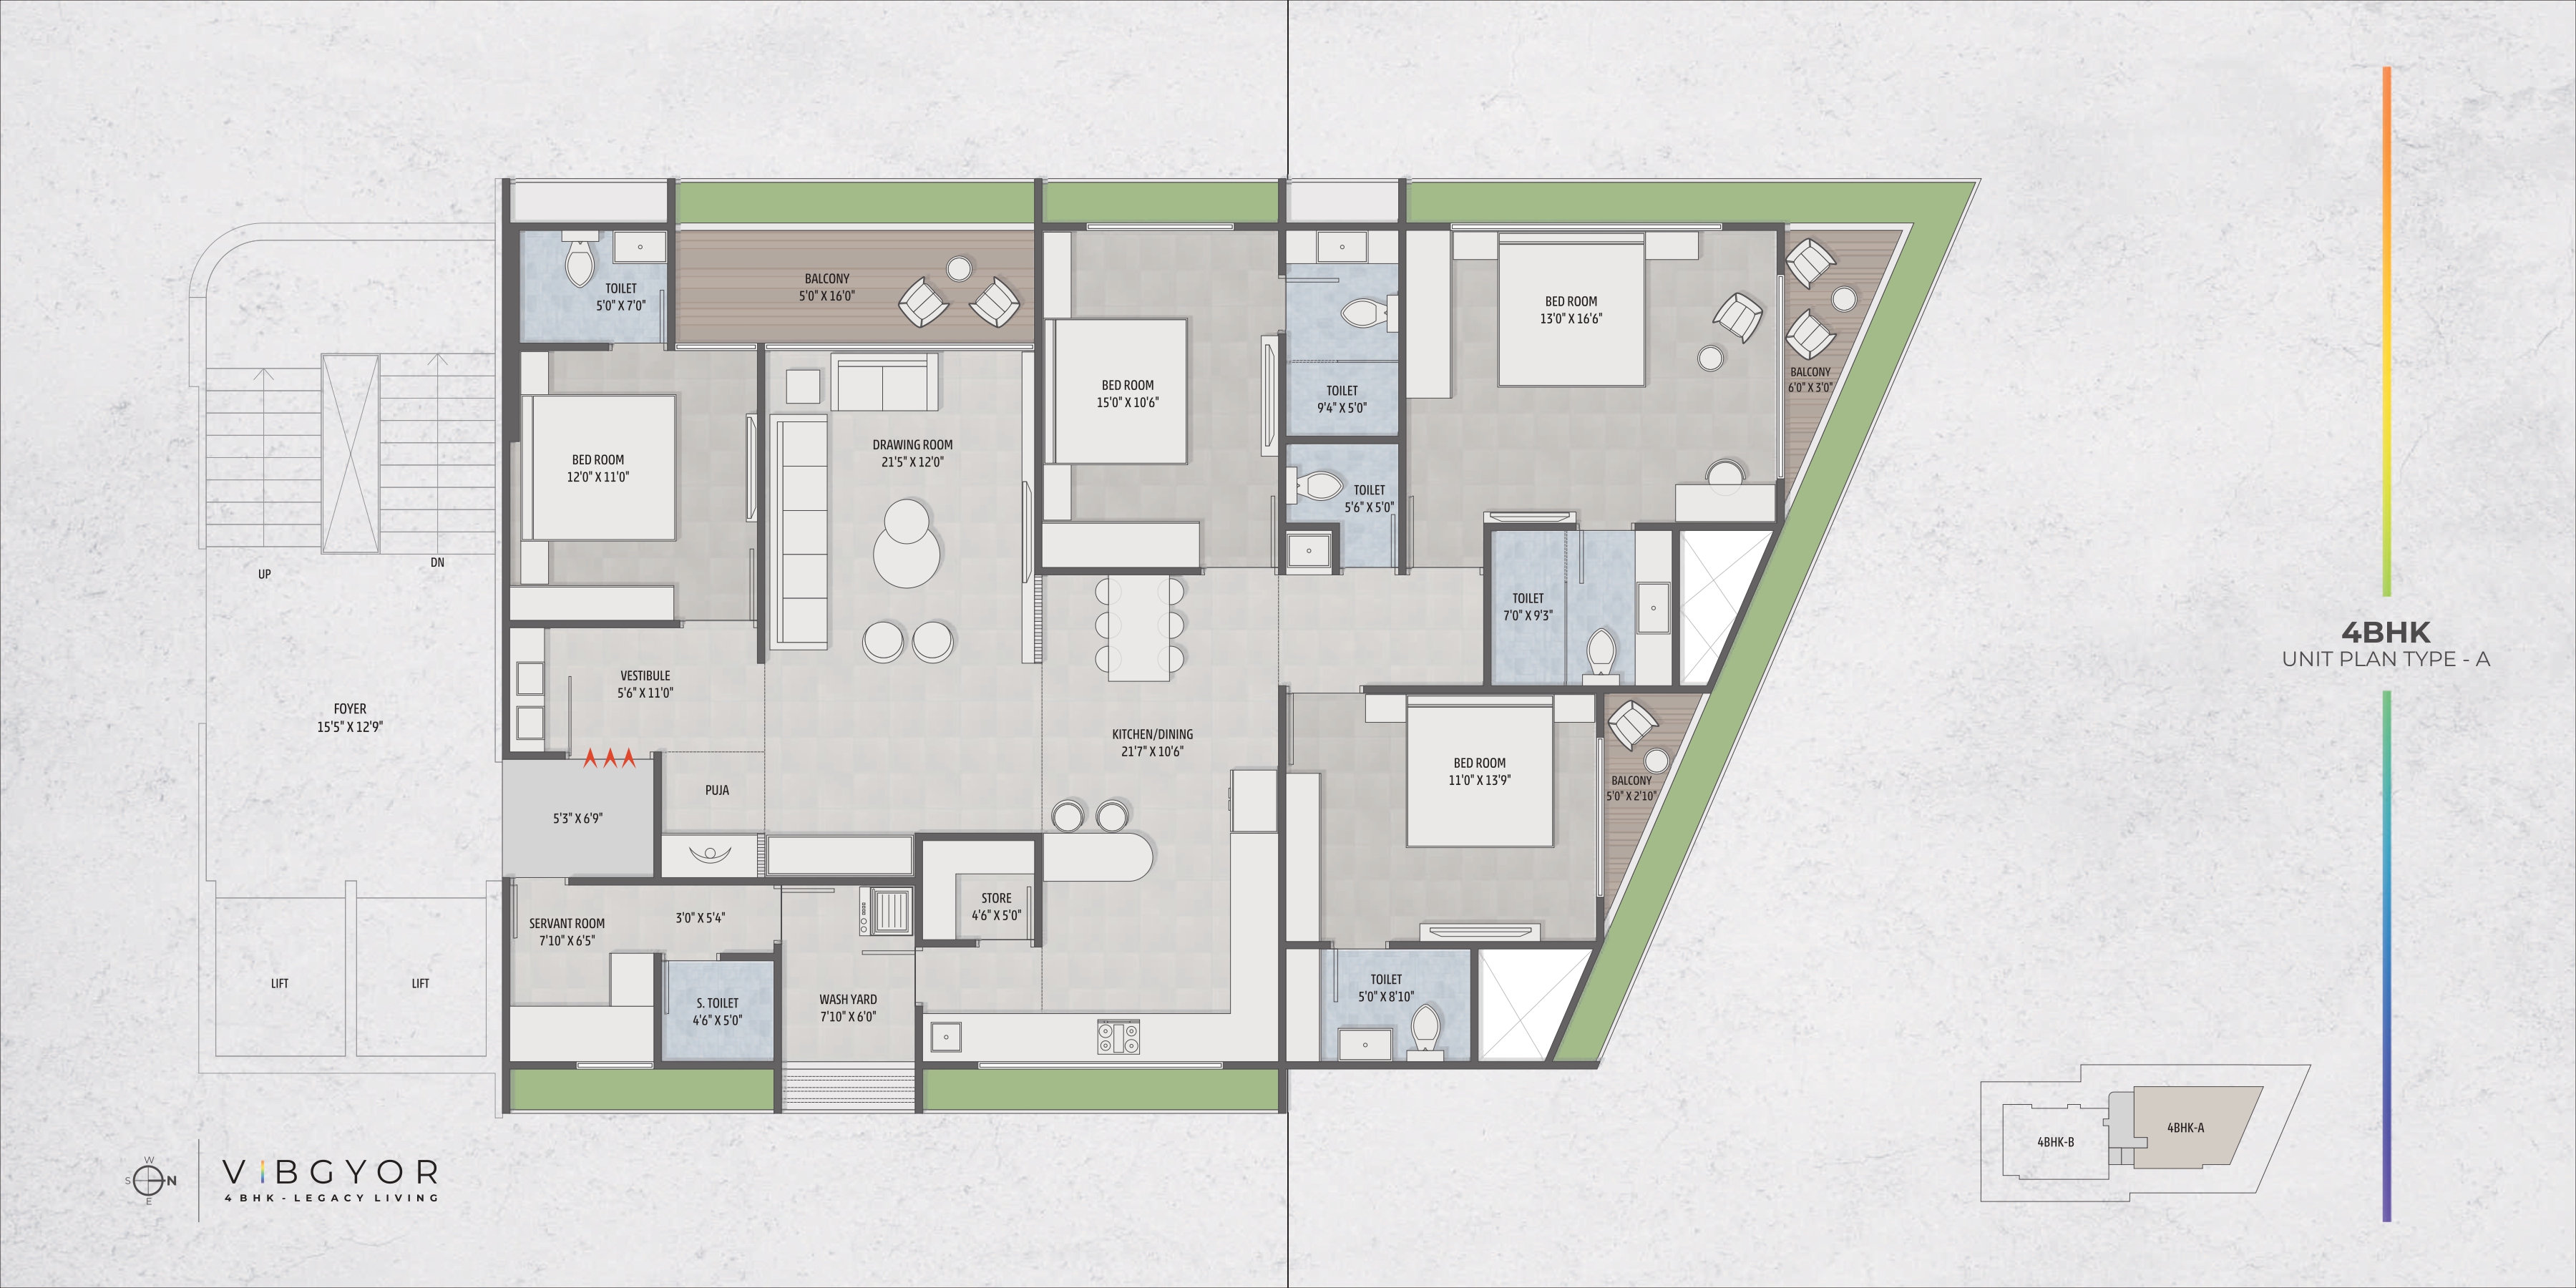 TOILET
5'0" X 7'0"
BALCONY
5'0" X 16'0"
BED ROOM
15'0" X 10'6"
TOILET
9'4" X 5'0"
BED ROOM
13'0" X 16'6"
BALCONY
6'0" X 3'0"
BED ROOM
12'0" X 11'0"
DRAWING ROOM
21'5" X 12'0"
TOILET
5'6" X 5'0"
UP
DN
TOILET
7'0" X 9'3"
4BHK
UNIT PLAN TYPE - A
FOYER
15'5" X 12'9"
VESTIBULE
5'6" X 11'0"
KITCHEN/DINING
21'7" X 10'6"
BED ROOM
11'0" X 13'9"
BALCONY
5'0" X 2'10"
PUJA
5'3" X 6'9"
SERVANT ROOM
7'10" X 6'5"
3'0" X 5'4"
STORE
4'6" X 5'0"
LIFT
LIFT
S. TOILET
4'6" X 5'0"
WASH YARD
7'10" X 6'0"
TOILET
5'0" X 8'10"
4BHK-B
4BHK-A
W
S
N
E
VIBGYOR
4 BHK - LEGACY LIVING